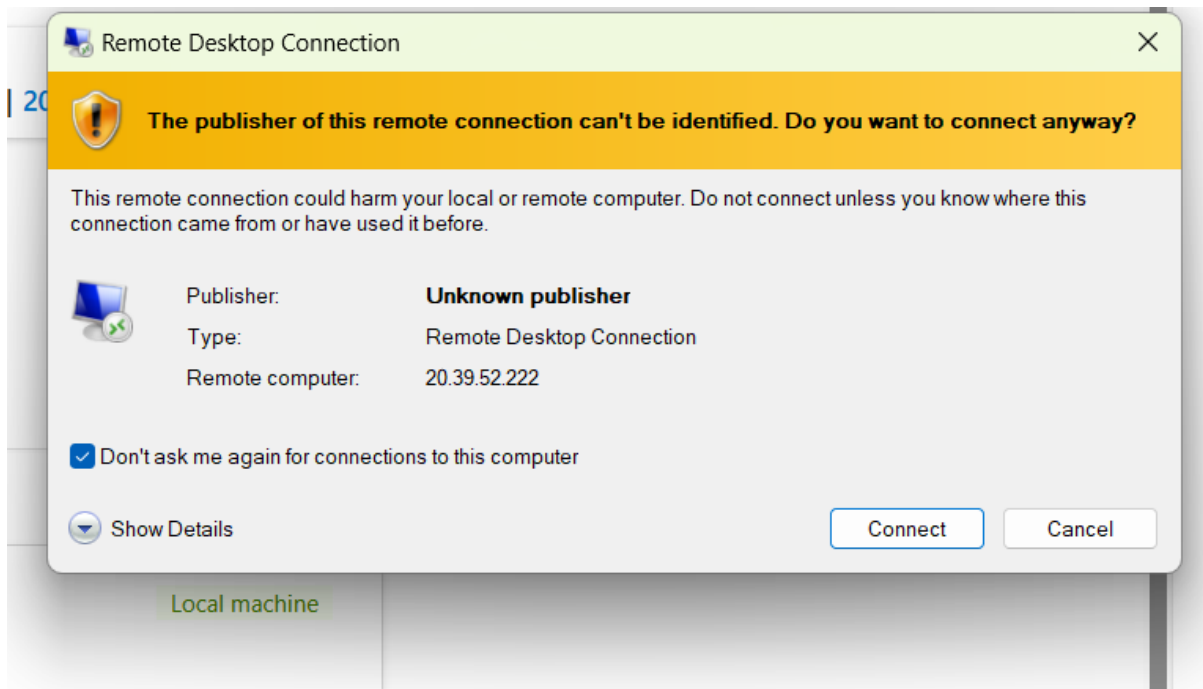 Remote Desktop Connection
| 20
The publisher of this remote connection can't be identified. Do you want to connect anyway?
This remote connection could harm your local or remote computer. Do not connect unless you know where this
connection came from or have used it before.
Publisher: Unknown publisher
Type: Remote Desktop Connection
Remote computer: 20.39.52.222
Don't ask me again for connections to this computer
Show Details Connect Cancel
Local machine